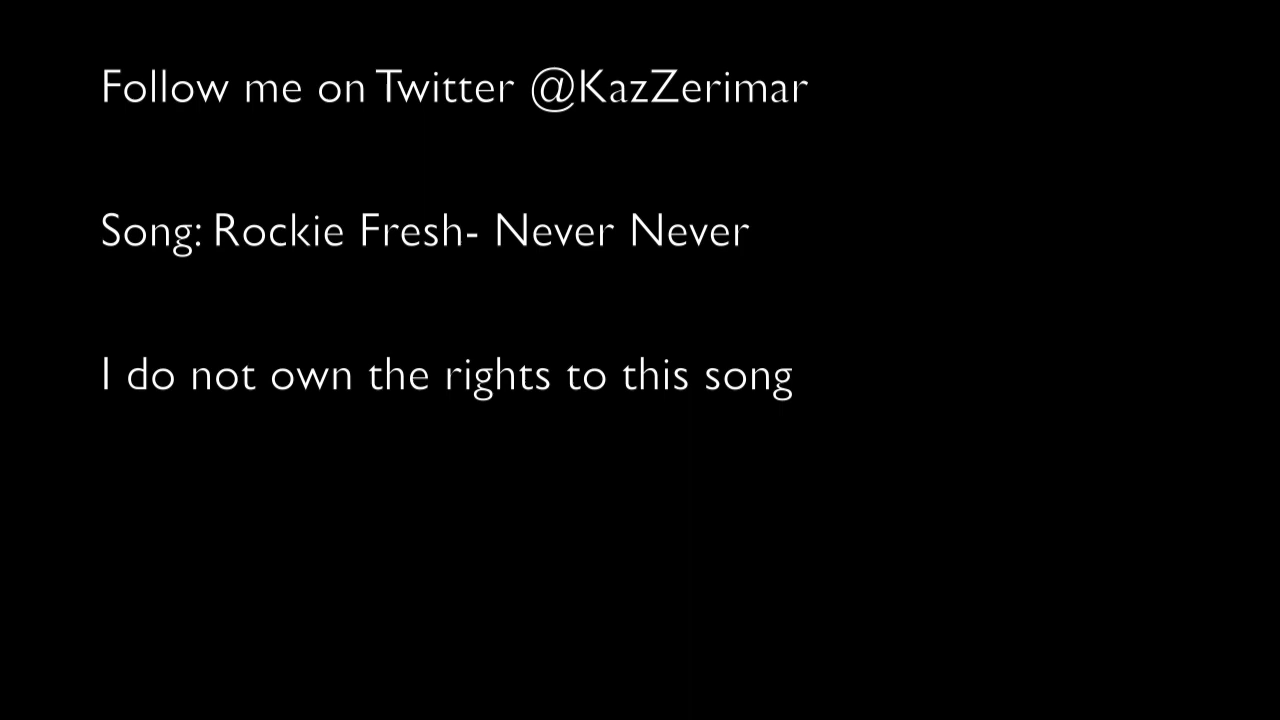 Follow me on Twitter @KazZerimar
Song: Rockie Fresh- Never Never
I do not own the rights to this song